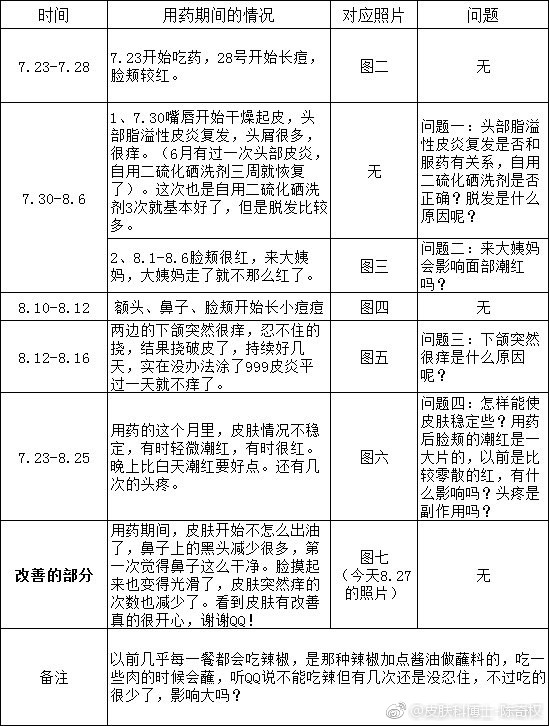 时间 用药期间的情况 对应照片 问题
7.23-7.28
7.23开始吃药，28号开始长痘，
脸颊较红。
图二
无
7.30-8.6
1、7.30嘴唇开始干燥起皮，头
部脂溢性皮炎复发，头屑很多，
很痒。（6月有过一次头部皮炎，
自用二硫化硒洗剂三周就恢复
了）。这次也是自用二硫化硒洗
剂3次就基本好了，但是脱发比较
多。
无
问题一：头部脂溢
性皮炎复发是否和
服药有关系，自用
二硫化硒洗剂是否
正确？脱发是什么
原因呢？
2、8.1-8.6脸颊很红，来大姨
妈，大姨妈走了就不那么红了。
图三
问题二：来大姨妈
会影响面部潮红
吗？
8.10-8.12
额头、鼻子、脸颊开始长小痘痘
图四
无
8.12-8.16
两边的下颌突然很痒，忍不住的
挠，结果挠破皮了，持续好几
天，实在没办法涂了999皮炎平
过一天就不痒了。
图五
问题三：下颌突然
很痒是什么原因
呢？
7.23-8.25
用药的这个月里，皮肤情况不稳
定，有时轻微潮红，有时很红。
晚上比白天潮红要好点。还有几
次的头疼。
图六
问题四：怎样能使
皮肤稳定些？用药
后脸颊的潮红是一
大片的，以前是比
较零散的红，有什
么影响吗？头疼是
副作用吗？
改善的部分
用药期间，皮肤开始不怎么出油
了，鼻子上的黑头减少很多，第
一次觉得鼻子这么干净。脸摸起
来也变得光滑了，皮肤突然痒的
次数也减少了。看到皮肤有改善
真的很开心，谢谢QQ！
图七
（今天8.27
的照片）
无
备注
以前几乎每一餐都会吃辣椒，是那种辣椒加点酱油做蘸料的，吃一
些肉的时候会蘸，听QQ说不能吃辣但有几次还是没忍住，不过吃的
很少了，影响大吗？
@皮肤科博士-陈奇权